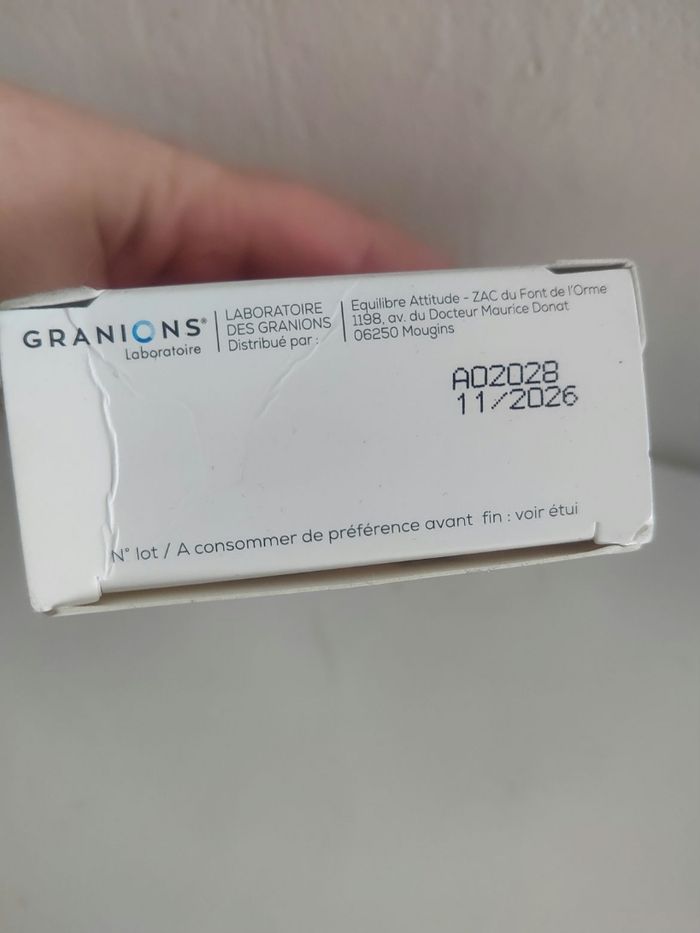 GRANIONS®
Laboratoire
LABORATOIRE
DES GRANIONS
Distribué par :
Equilibre Attitude - ZAC du Font de l'Orme
1198, av. du Docteur Maurice Donat
06250 Mougins
A02028
11/2026
N° lot / A consommer de préférence avant fin : voir étui